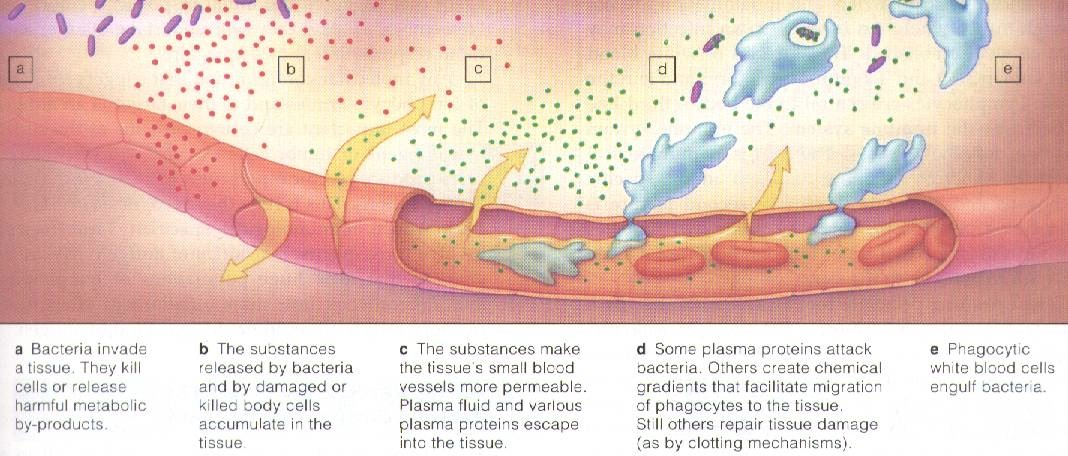 a
b
c
d
e
a Bacteria invade
a tissue. They kill
cells or release
harmful metabolic
by-products.
b The substances
released by bacteria
and by damaged or
killed body cells
accumulate in the
tissue.
c The substances make
the tissue's small blood
vessels more permeable.
Plasma fluid and various
plasma proteins escape
into the tissue.
d Some plasma proteins attack
bacteria. Others create chemical
gradients that facilitate migration
of phagocytes to the tissue.
Still others repair tissue damage
(as by clotting mechanisms).
e Phagocytic
white blood cells
engulf bacteria.